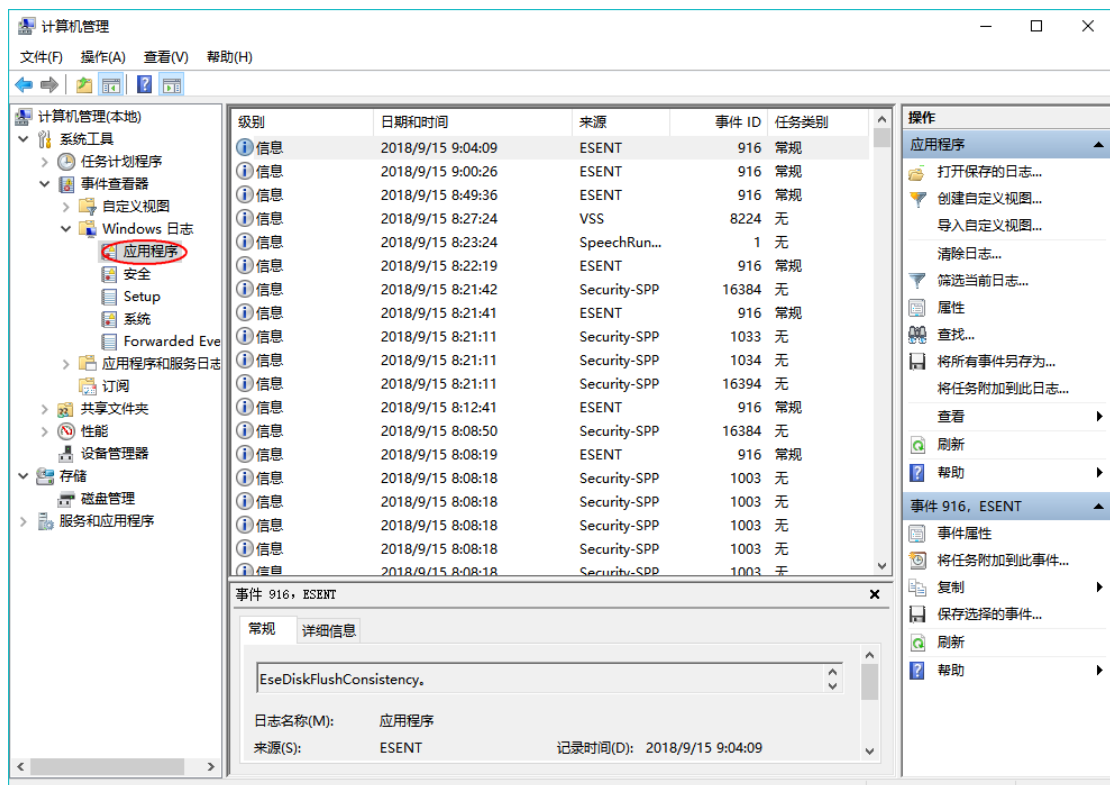 计算机管理
文件(F) 操作(A) 查看(V) 帮助(H)
计算机管理(本地)
系统工具
任务计划程序
事件查看器
自定义视图
Windows 日志
应用程序
安全
Setup
系统
Forwarded Eve
应用程序和服务日志
订阅
共享文件夹
性能
设备管理器
存储
磁盘管理
服务和应用程序
级别 日期和时间 来源 事件 ID 任务类别
信息 2018/9/15 9:04:09 ESENT 916 常规
信息 2018/9/15 9:00:26 ESENT 916 常规
信息 2018/9/15 8:49:36 ESENT 916 常规
信息 2018/9/15 8:27:24 VSS 8224 无
信息 2018/9/15 8:23:24 SpeechRun... 1 无
信息 2018/9/15 8:22:19 ESENT 916 常规
信息 2018/9/15 8:21:42 Security-SPP 16384 无
信息 2018/9/15 8:21:41 ESENT 916 常规
信息 2018/9/15 8:21:11 Security-SPP 1033 无
信息 2018/9/15 8:21:11 Security-SPP 1034 无
信息 2018/9/15 8:21:11 Security-SPP 16394 无
信息 2018/9/15 8:12:41 ESENT 916 常规
信息 2018/9/15 8:08:50 Security-SPP 16384 无
信息 2018/9/15 8:08:19 ESENT 916 常规
信息 2018/9/15 8:08:18 Security-SPP 1003 无
信息 2018/9/15 8:08:18 Security-SPP 1003 无
信息 2018/9/15 8:08:18 Security-SPP 1003 无
信息 2018/9/15 8:08:18 Security-SPP 1003 无
信息 2018/9/15 8:08:18 Security-SPP 1003 无
事件 916，ESENT
常规 详细信息
EseDiskFlushConsistency。
日志名称(M): 应用程序
来源(S): ESENT 记录时间(D): 2018/9/15 9:04:09
操作
应用程序
打开保存的日志...
创建自定义视图...
导入自定义视图...
清除日志...
筛选当前日志...
属性
查找...
将所有事件另存为...
将任务附加到此日志...
查看
刷新
帮助
事件 916，ESENT
事件属性
将任务附加到此事件...
复制
保存选择的事件...
刷新
帮助